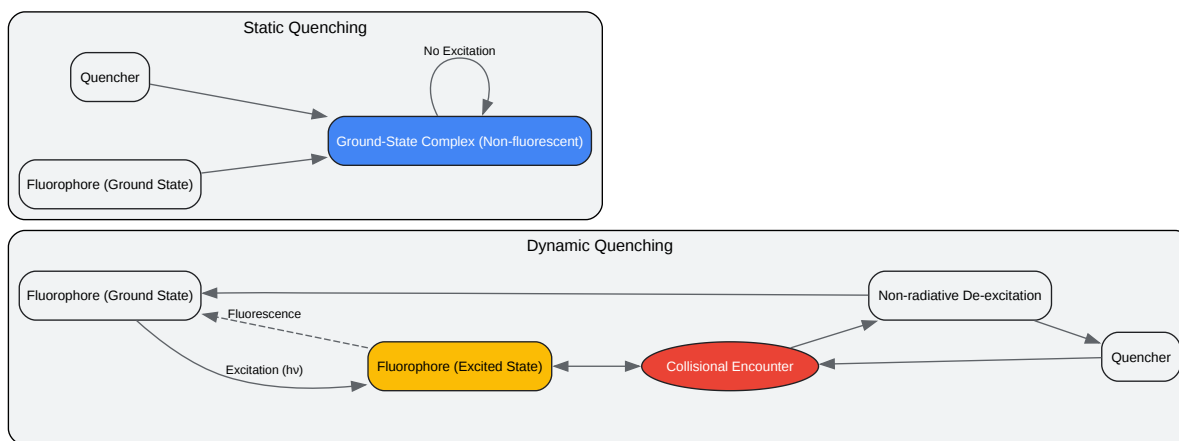 Static Quenching
No Excitation
Quencher
Ground-State Complex (Non-fluorescent)
Fluorophore (Ground State)
Dynamic Quenching
Fluorophore (Ground State)
Non-radiative De-excitation
Fluorescence
Quencher
Excitation (hν)
Fluorophore (Excited State)
Collisional Encounter